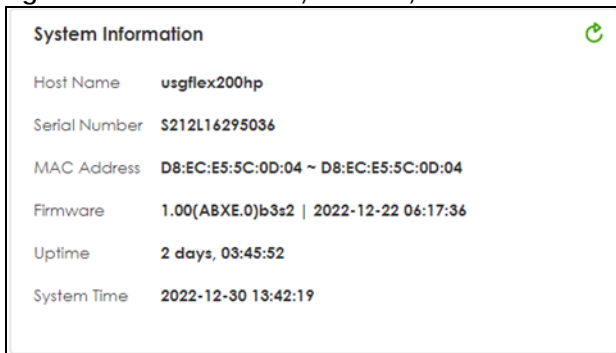 System Information
Host Name usgflex200hp
Serial Number S212L16295036
MAC Address D8:EC:E5:5C:0D:04 ~ D8:EC:E5:5C:0D:04
Firmware 1.00(ABXE.0)b3s2 | 2022-12-22 06:17:36
Uptime 2 days, 03:45:52
System Time 2022-12-30 13:42:19